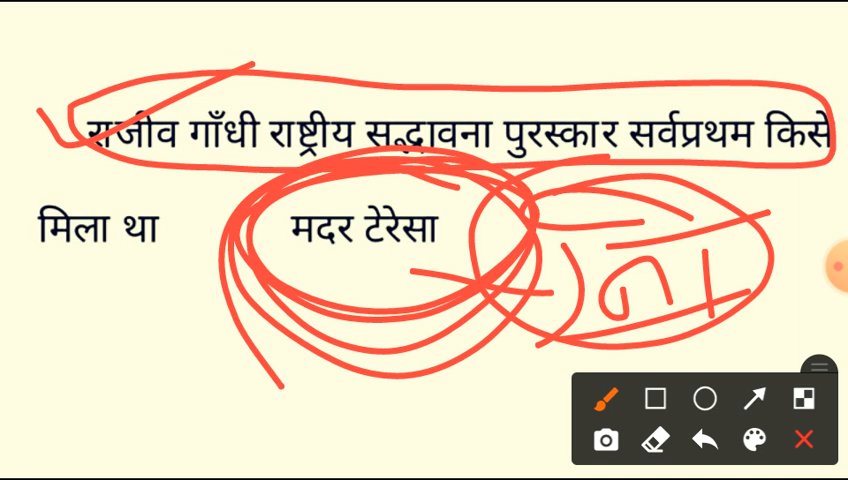 राजीव गाँधी राष्ट्रीय सद्भावना पुरस्कार सर्वप्रथम किसे
मिला था मदर टेरेसा